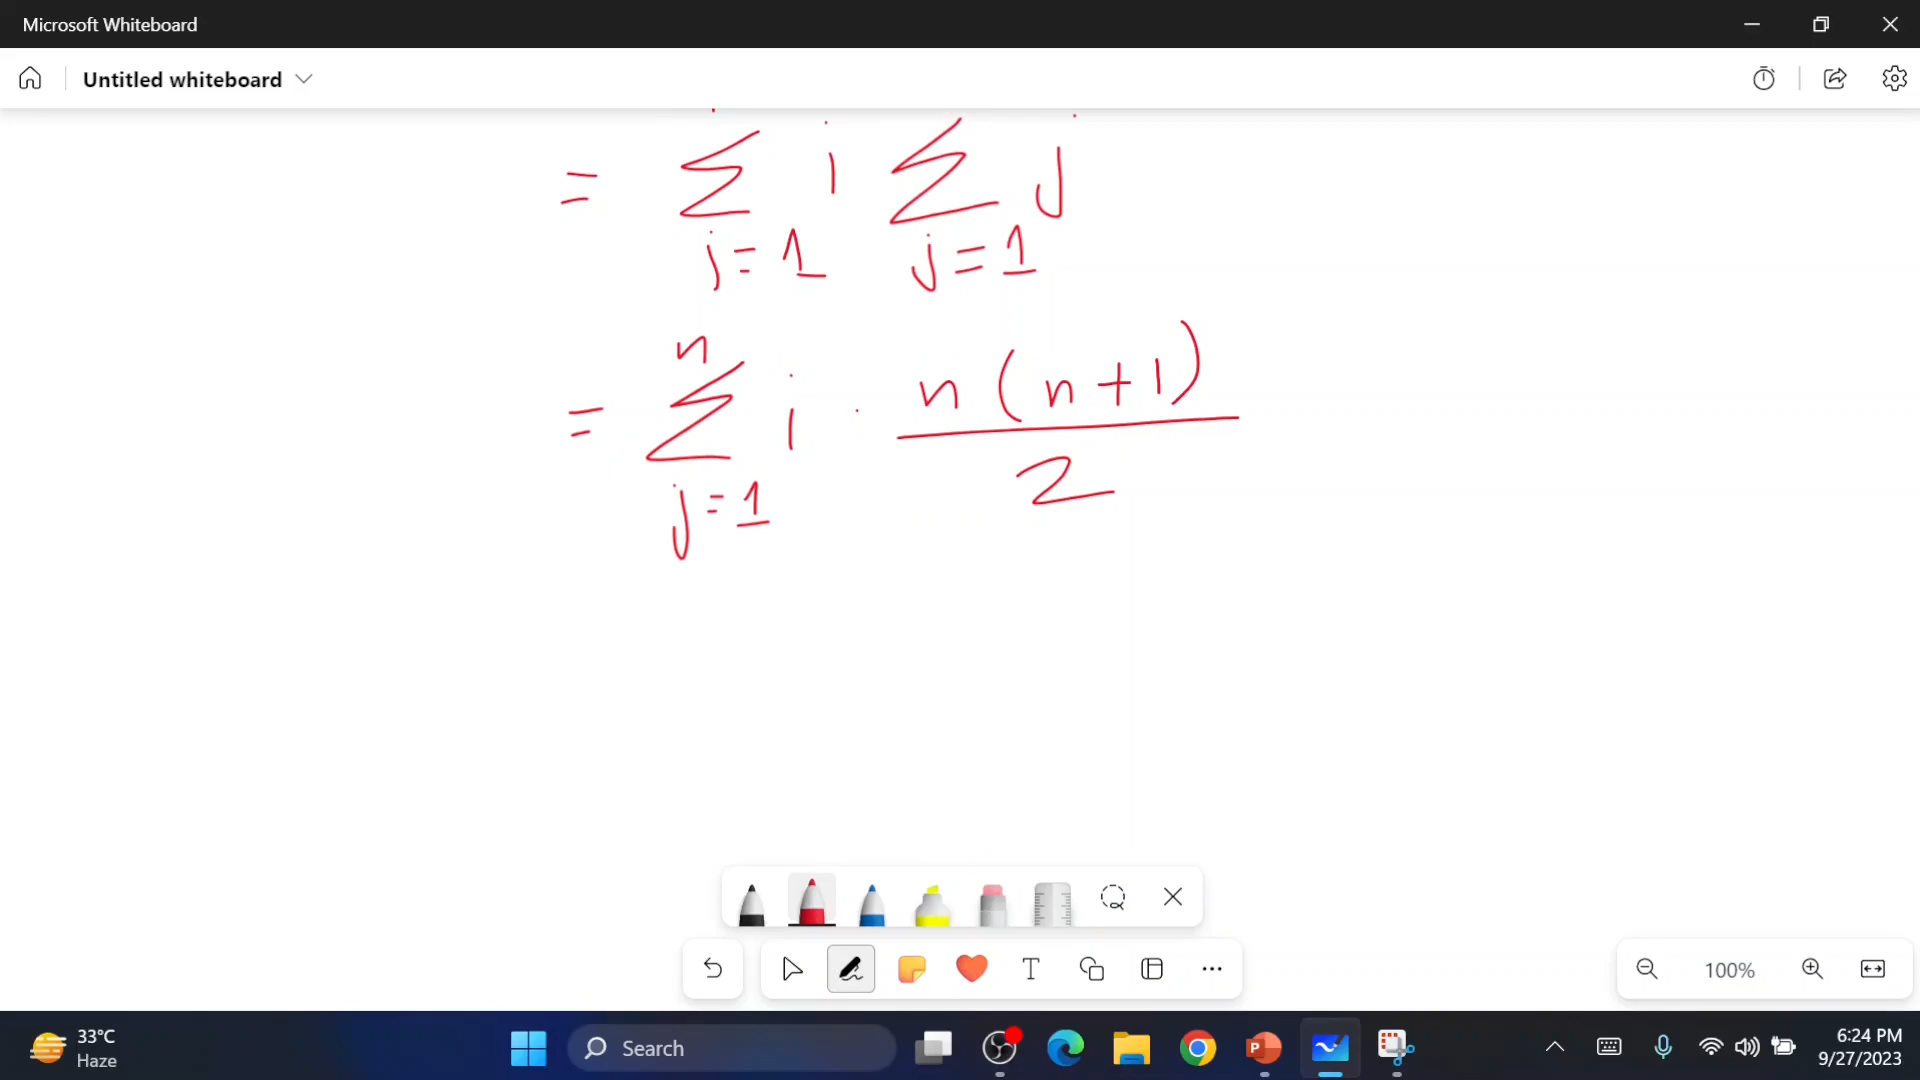 Microsoft Whiteboard
Untitled whiteboard
= ∑ i ∑ j
j=1 j=1
n
= ∑ i · n(n+1)
2
j=1
100%
33°C
Haze
Search
6:24 PM
9/27/2023